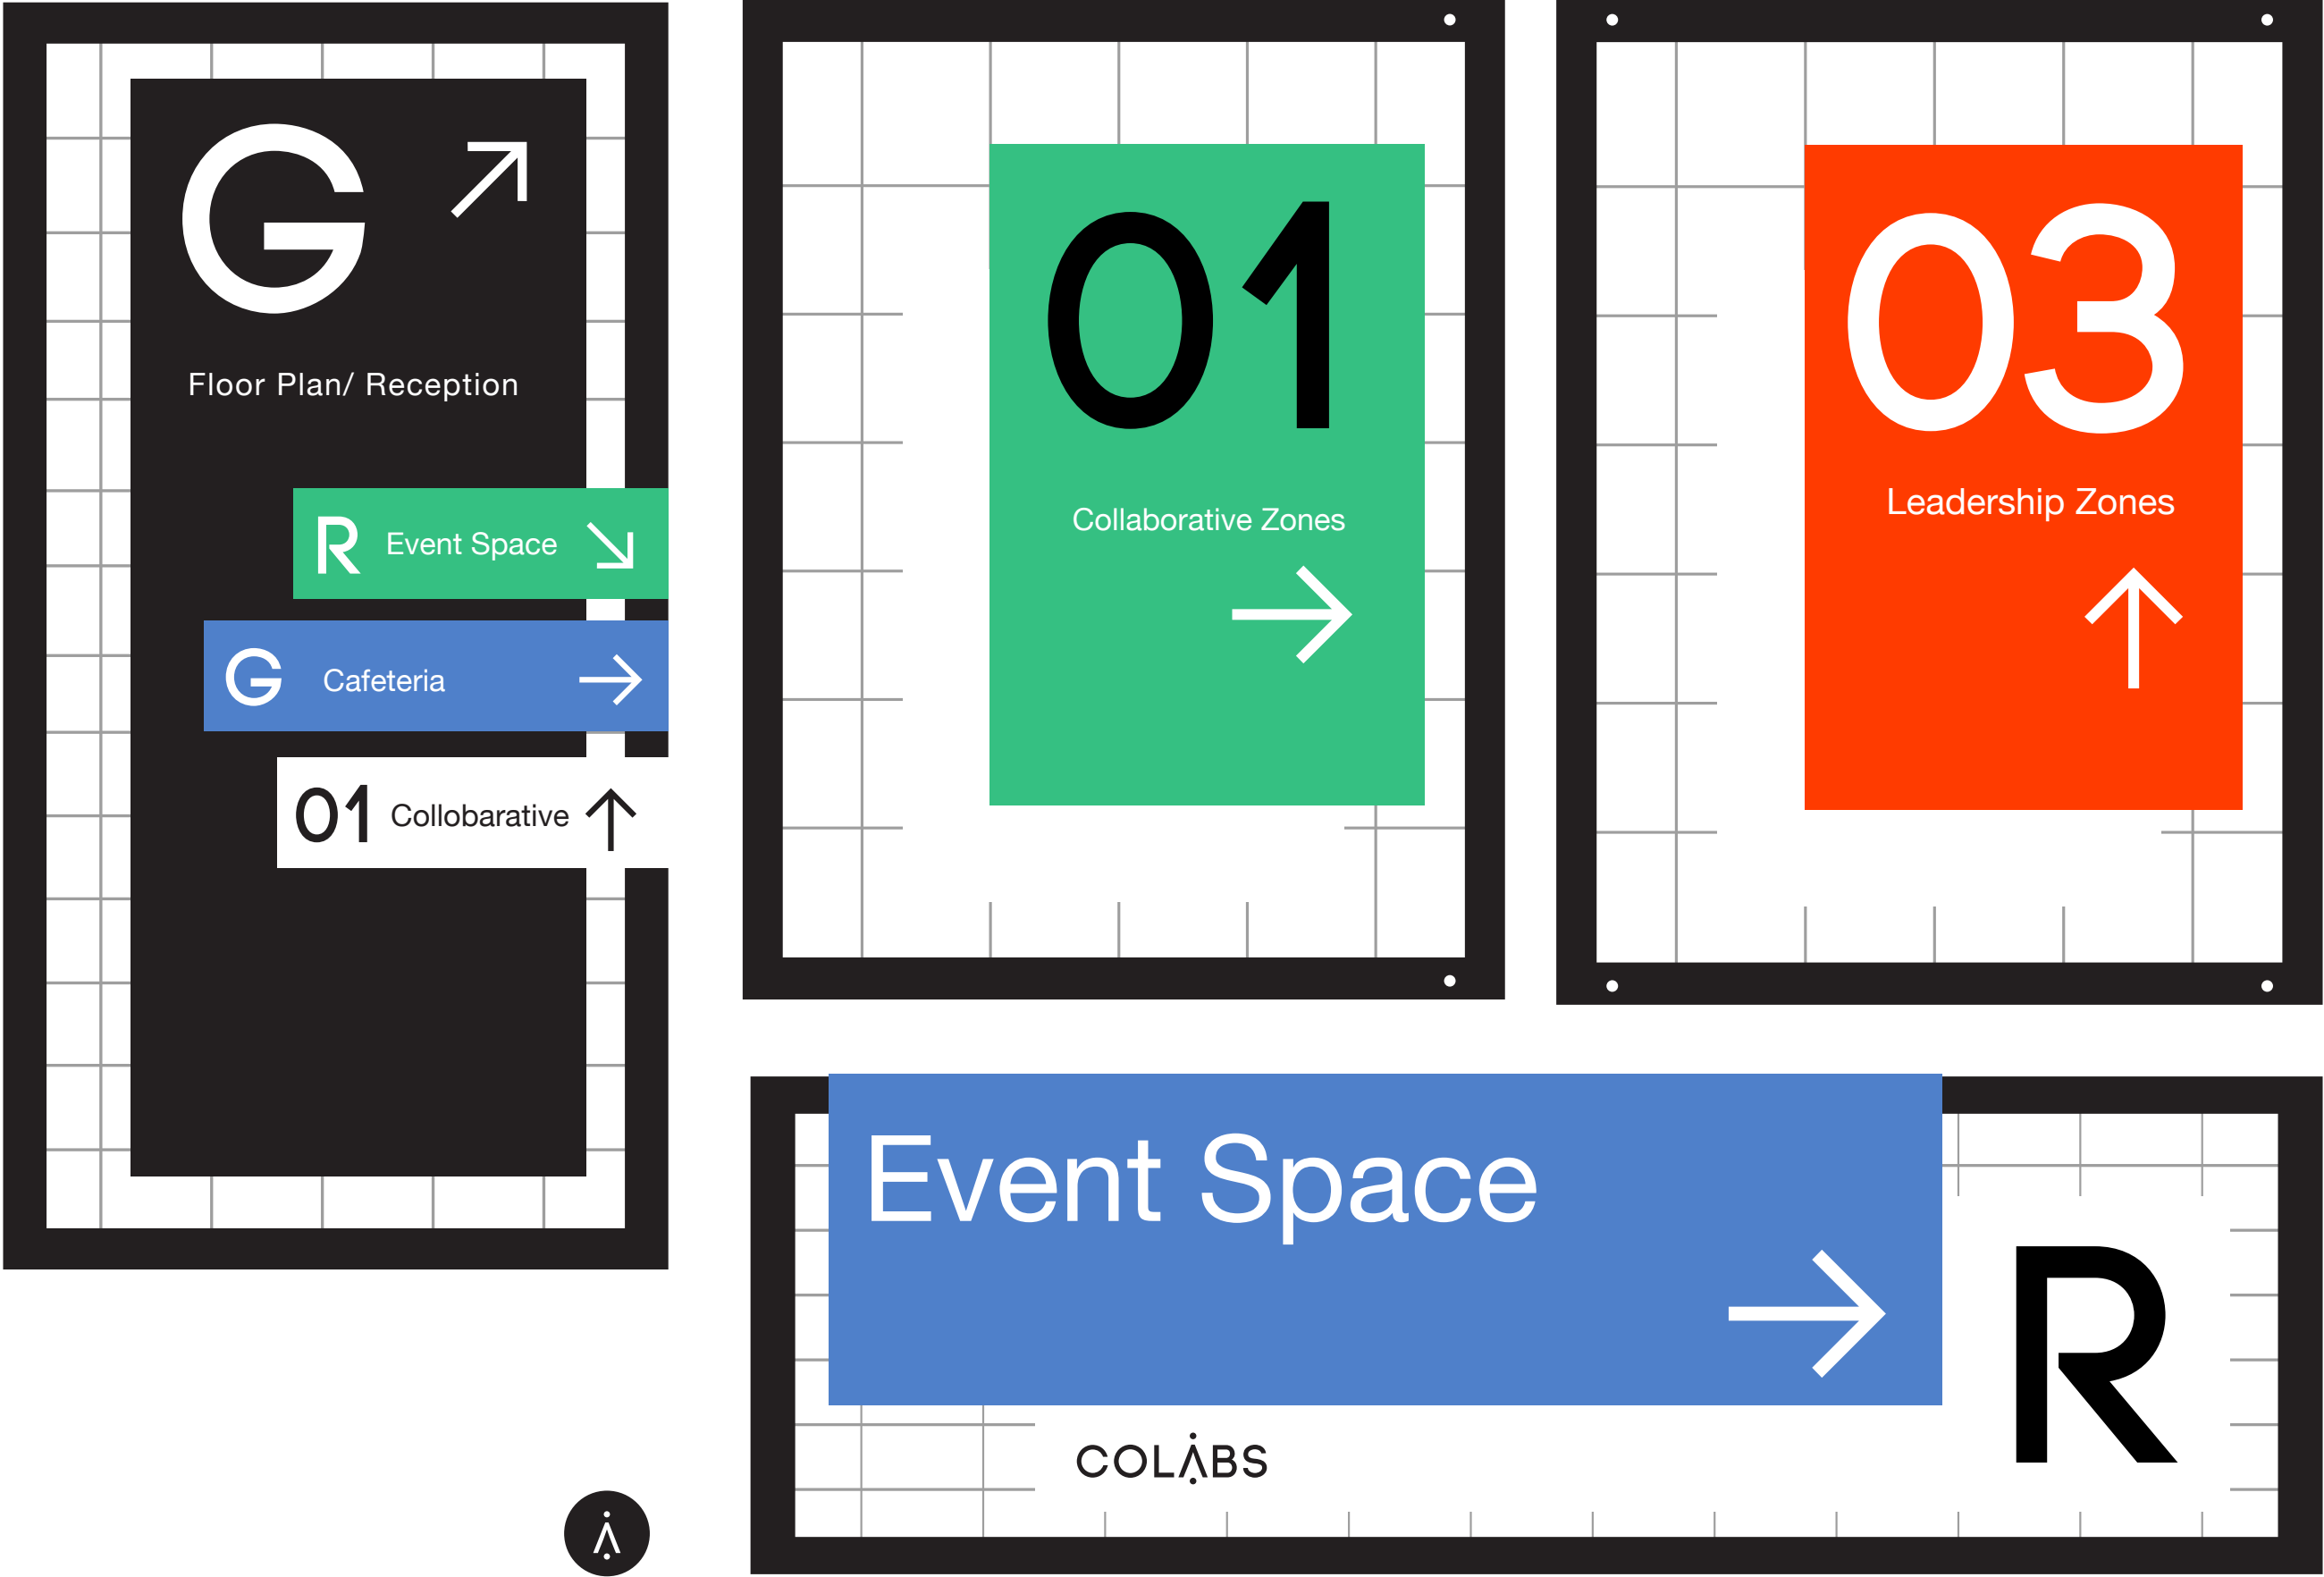 G
Floor Plan/ Reception
R Event Space
G Cafeteria
01 Collobarative
01
Collaborative Zones
03
Leadership Zones
Event Space
R
COLABS